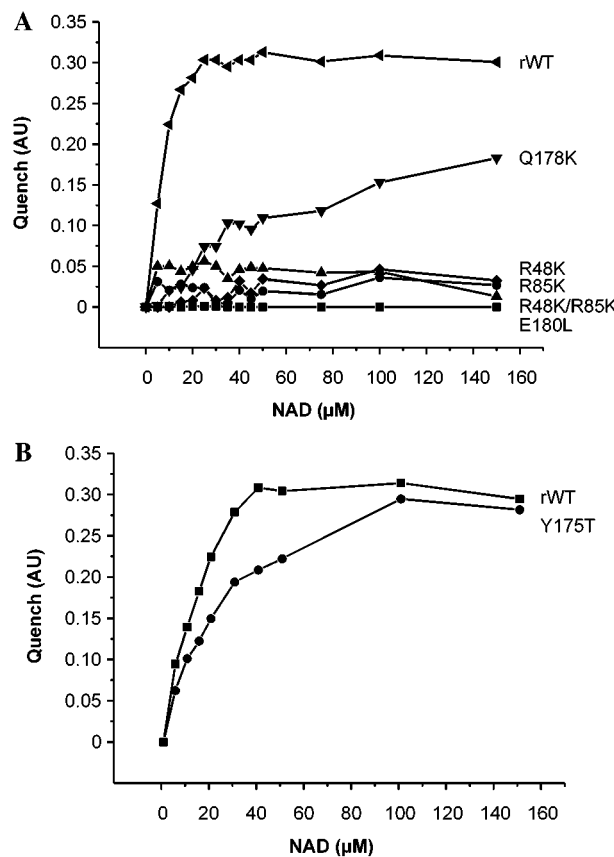 A
0.35
0.30
0.25
0.20
0.15
0.10
0.05
0
Quench (AU)
rWT
Q178K
R48K
R85K
R48K/R85K
E180L
0 20 40 60 80 100 120 140 160
NAD (µM)
B
0.35
0.30
0.25
0.20
0.15
0.10
0.05
0
Quench (AU)
rWT
Y175T
0 20 40 60 80 100 120 140 160
NAD (µM)